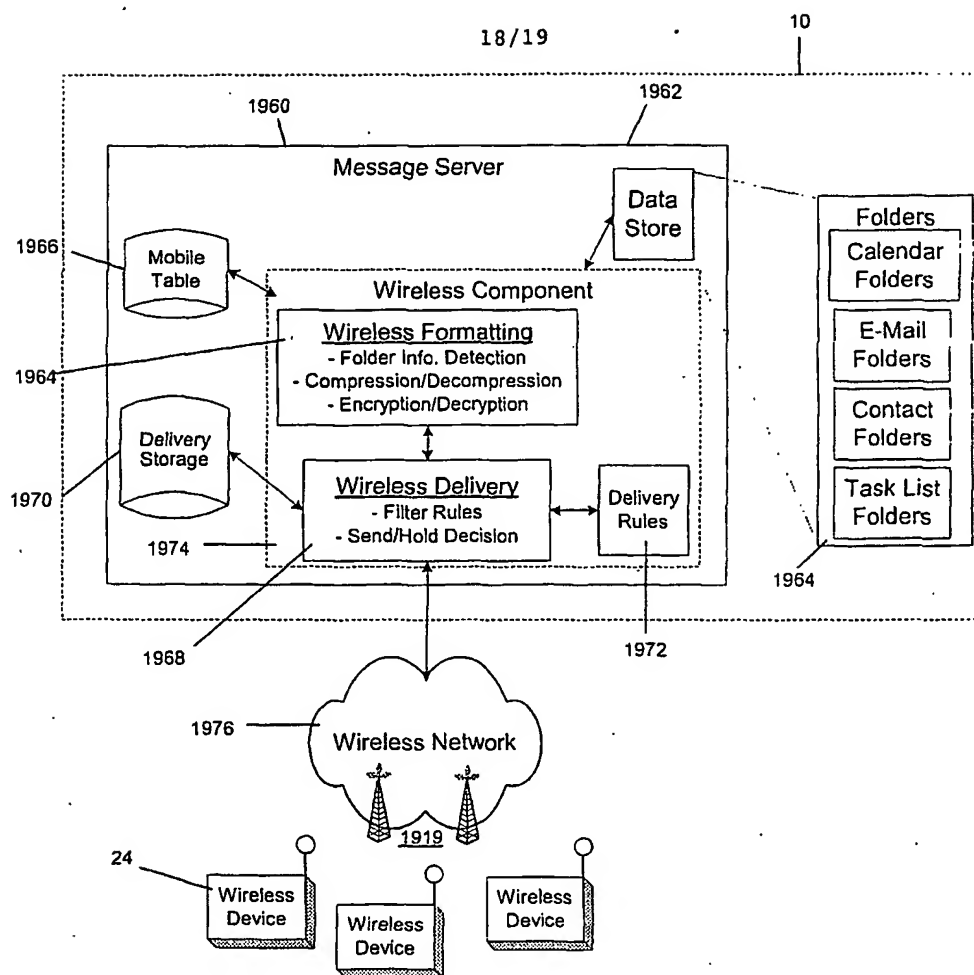 18/19
10
1960
1962
Message Server
Data
Store
Folders
Calendar
Folders
E-Mail
Folders
Contact
Folders
Task List
Folders
1964
1966
Mobile
Table
Wireless Component
Wireless Formatting
- Folder Info. Detection
- Compression/Decompression
- Encryption/Decryption
1964
Delivery
Storage
1970
Wireless Delivery
- Filter Rules
- Send/Hold Decision
Delivery
Rules
1974
1968
1972
1976
Wireless Network
1919
24
Wireless
Device
Wireless
Device
Wireless
Device